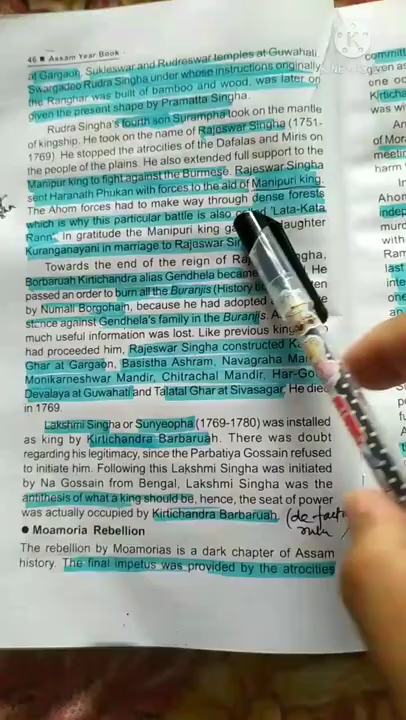 46 • Assam Year Book
at Gargaon, Sukleswar and Rudreswar temples at Guwahati.
Swargadeo Rudra Singha under whose instructions originally
the Ranghar was built of bamboo and wood, was later on
given the present shape by Pramatta Singha.
Rudra Singha's fourth son Surampha took on the mantle
of kingship. He took on the name of Rajeswar Singha (1751-
1769). He stopped the atrocities of the Dafalas and Miris on
the people of the plains. He also extended full support to the
Manipur king to fight against the Burmese. Rajeswar Singha
sent Haranath Phukan with forces to the aid of Manipuri king.
The Ahom forces had to make way through dense forests
which is why this particular battle is also 'Lata-Kata
Rann'. In gratitude the Manipuri king daughter
Kuranganayani in marriage to Rajeswar
Towards the end of the reign of
Borbaruah Kirtichandra alias Gendhela became He
passed an order to burn all the Buranjis (History
by Numali Borgohain, because he had adopted
stance against Gendhela's family in the Buranjis.
much useful information was lost. Like previous
had proceeded him, Rajeswar Singha constructed
Ghar at Gargaon, Basistha Ashram, Navagraha
Monikarneshwar Mandir, Chitrachal Mandir,
Devalaya at Guwahati and Talatal Ghar at Sivasagar. He died
in 1769.
Lakshmi Singha or Sunyeopha (1769-1780) was installed
as king by Kirtichandra Barbaruah. There was doubt
regarding his legitimacy, since the Parbatiya Gossain refused
to initiate him. Following this Lakshmi Singha was initiated
by Na Gossain from Bengal, Lakshmi Singha was the
antithesis of what a king should be, hence, the seat of power
was actually occupied by Kirtichandra Barbaruah. (de facto
• Moamoria Rebellion
The rebellion by Moamorias is a dark chapter of Assam
history. The final impetus was provided by the atrocities